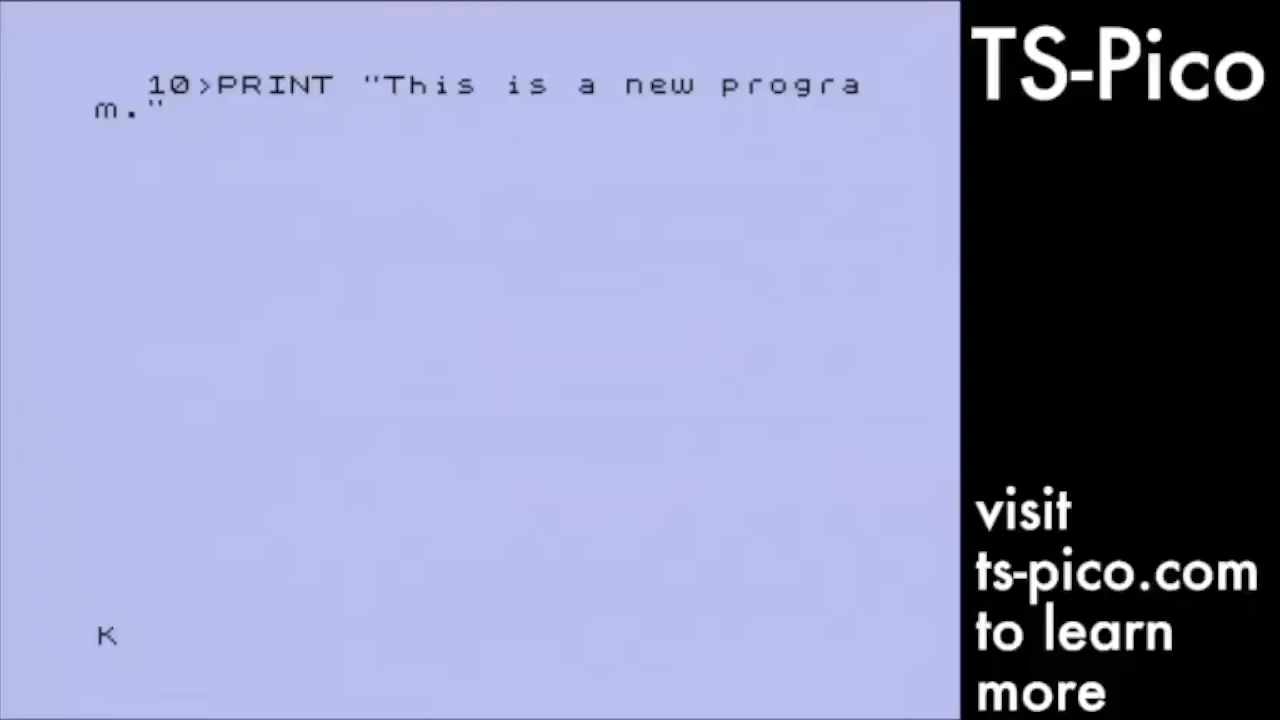 10>PRINT "This is a new progra
m."
K
TS-Pico
visit
ts-pico.com
to learn
more